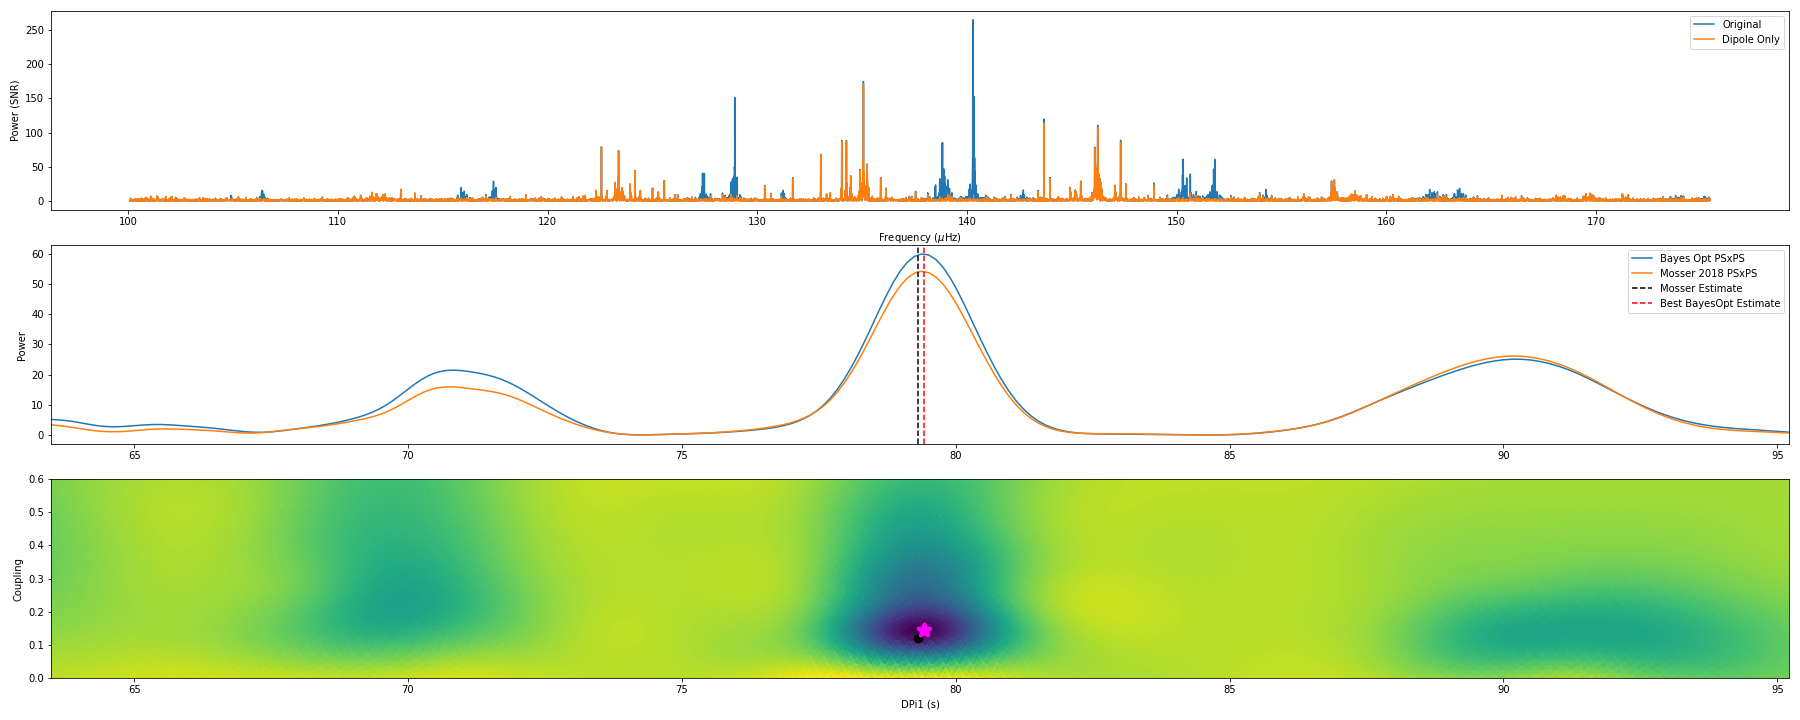 Power (SNR)
250
200
150
100
50
0
Original
Dipole Only
100 110 120 130 140 150 160 170
Frequency (μHz)
Power
60
50
40
30
20
10
0
Bayes Opt PSxPS
Mosser 2018 PSxPS
Mosser Estimate
Best BayesOpt Estimate
65 70 75 80 85 90 95
Coupling
0.6
0.5
0.4
0.3
0.2
0.1
0.0
65 70 75 80 85 90 95
DPi1 (s)